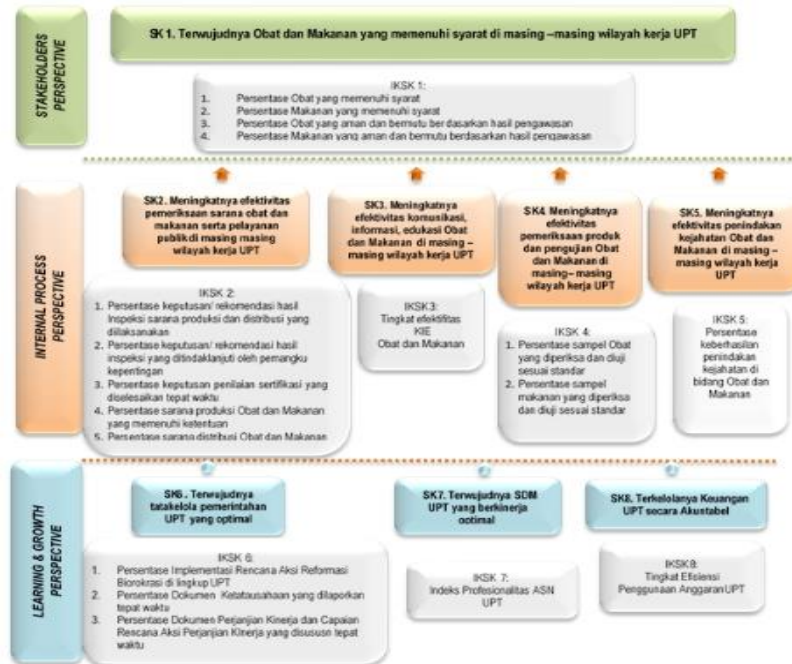 STAKEHOLDERS
PERSPECTIVE
SK 1. Terwujudnya Obat dan Makanan yang memenuhi syarat di masing –masing wilayah kerja UPT
IKSK 1:
1. Persentase Obat yang memenuhi syarat
2. Persentase Makanan yang memenuhi syarat
3. Persentase Obat yang aman dan bermutu berdasarkan hasil pengawasan
4. Persentase Makanan yang aman dan bermutu berdasarkan hasil pengawasan
INTERNAL PROCESS
PERSPECTIVE
SK2. Meningkatnya efektivitas
pemeriksaan sarana obat dan
makanan serta pelayanan
publik di masing masing
wilayah kerja UPT
IKSK 2:
1. Persentase keputusan/ rekomendasi hasil
Inspeksi sarana produksi dan distribusi yang
dilaksanakan
2. Persentase keputusan/ rekomendasi hasil
inspeksi yang ditindaklanjuti oleh pemangku
kepentingan
3. Persentase keputusan penilaian sertifikasi yang
diselesaikan tepat waktu
4. Persentase sarana produksi Obat dan Makanan
yang memenuhi ketentuan
5. Persentase sarana distribusi Obat dan Makanan
SK3. Meningkatnya
efektivitas komunikasi,
informasi, edukasi Obat
dan Makanan di masing –
masing wilayah kerja UPT
IKSK 3:
Tingkat efektifitas
KIE
Obat dan Makanan
SK4. Meningkatnya
efektivitas
pemeriksaan produk
dan pengujian Obat
dan Makanan di
masing– masing
wilayah kerja UPT
IKSK 4:
1. Persentase sampel Obat
yang diperiksa dan diuji
sesuai standar
2. Persentase sampel
makanan yang diperiksa
dan diuji sesuai standar
SK5. Meningkatnya
efektivitas penindakan
kejahatan Obat dan
Makanan di masing –
masing wilayah kerja
UPT
IKSK 5:
Persentase
keberhasilan
penindakan
kejahatan di
bidang Obat dan
Makanan
LEARNING & GROWTH
PERSPECTIVE
SK6. Terwujudnya
tatakelola pemerintahan
UPT yang optimal
IKSK 6:
1. Persentase Implementasi Rencana Aksi Reformasi
Biorokrasi di lingkup UPT
2. Persentase Dokumen Ketatausahaan yang dilaporkan
tepat waktu
3. Persentase Dokumen Perjanjian Kinerja dan Capaian
Rencana Aksi Perjanjian KInerja yang disususn tepat
waktu
SK7. Terwujudnya SDM
UPT yang berkinerja
optimal
IKSK 7:
Indeks Profesionalitas ASN
UPT
SK8. Terkelolanya Keuangan
UPT secara Akuntabel
IKSK8:
Tingkat Efisiensi
Penggunaan Anggaran UPT